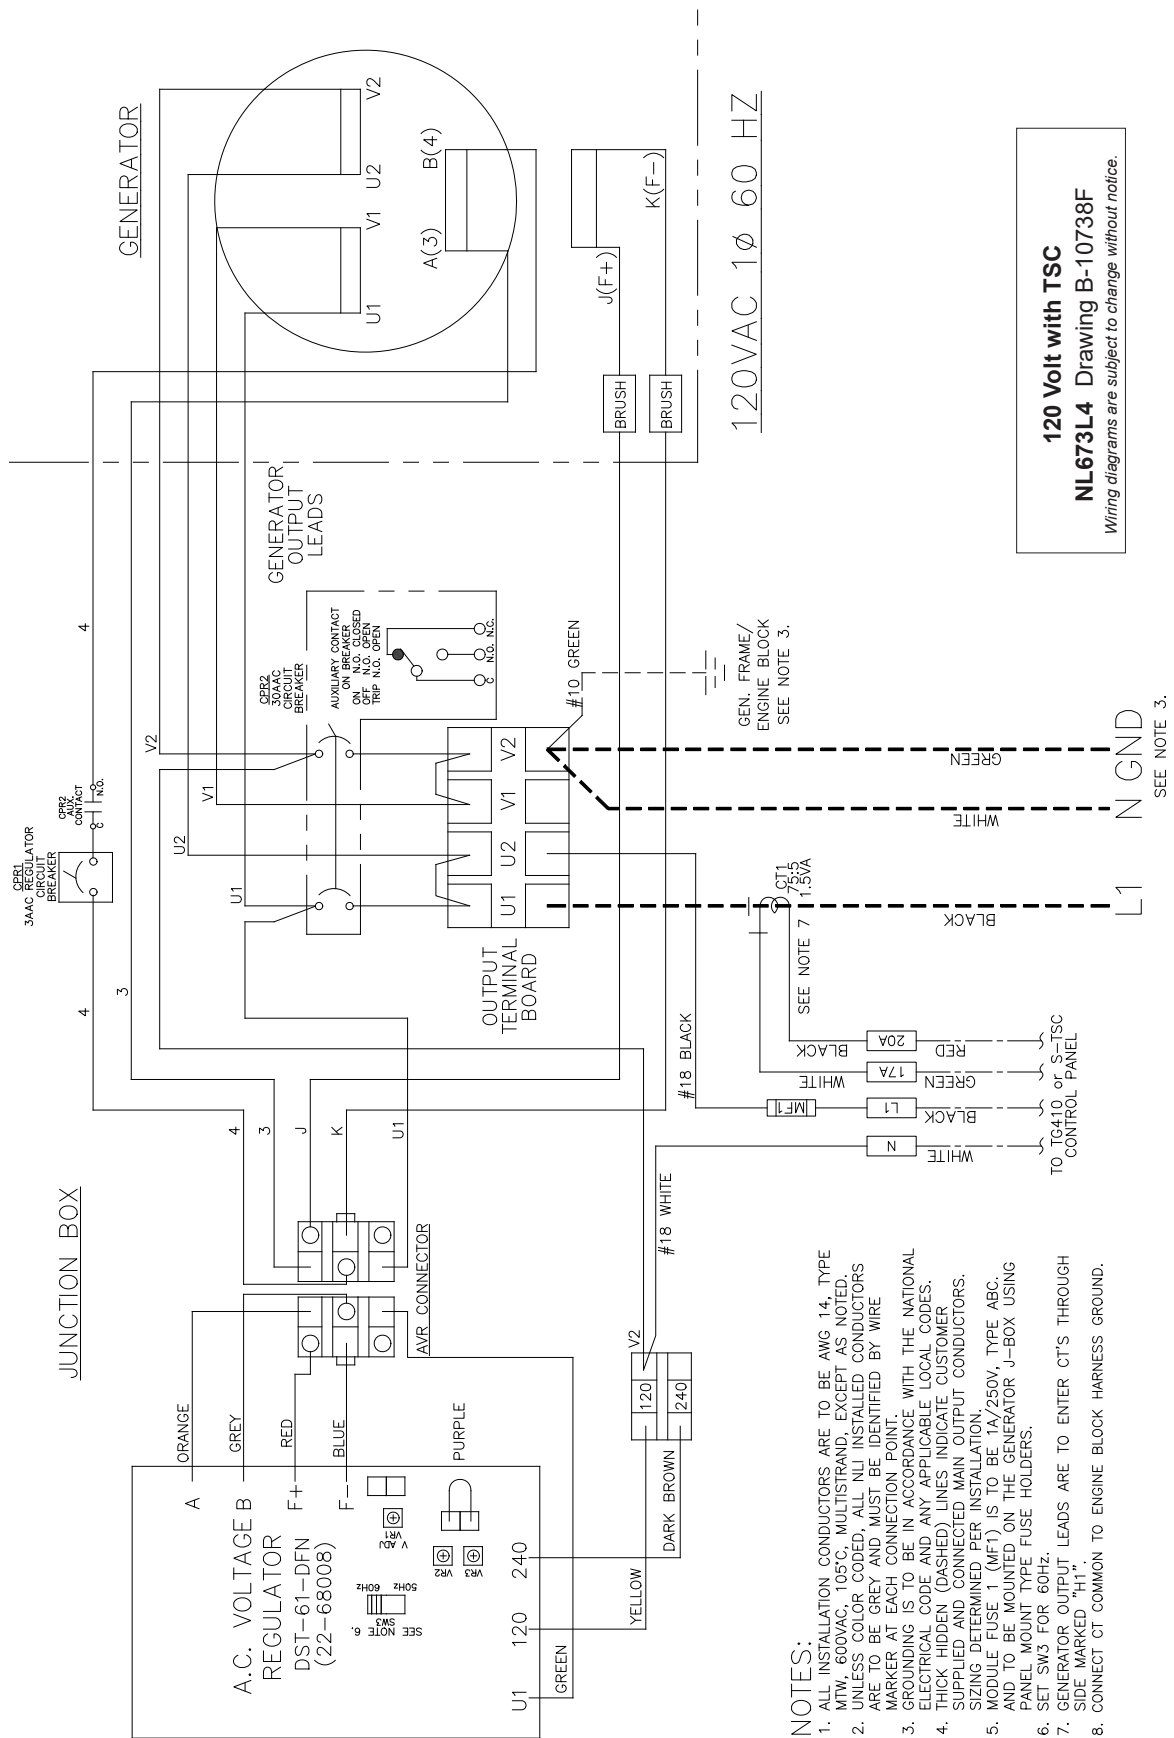 JUNCTION BOX
GENERATOR
A.C. VOLTAGE
REGULATOR
DST-61-DFN
(22-68008)
A
B
F+
F-
ORANGE
GREY
RED
BLUE
PURPLE
V ADJ
VR1
VR2
VR3
50Hz
60Hz
SW3
SEE NOTE 6.
U1
120
240
GREEN
YELLOW
DARK BROWN
120
240
V2
#18 WHITE
AVR CONNECTOR
4
3
J
K
U1
4
3
4
CPR1
3AAC REGULATOR
CIRCUIT
BREAKER
CPR2
AUX.
CONTACT
C
N.O.
U1
U2
V1
V2
CPR2
30AAC
CIRCUIT
BREAKER
AUXILIARY CONTACT
ON BREAKER
ON N.O. CLOSED
OFF N.O. OPEN
TRIP N.O. OPEN
C
N.O.
N.C.
GENERATOR
OUTPUT
LEADS
U1
V1
U2
V2
A(3)
B(4)
J(F+)
K(F-)
BRUSH
BRUSH
120VAC 1Ø 60 HZ
OUTPUT
TERMINAL
BOARD
U1
U2
V1
V2
#10 GREEN
GEN. FRAME/
ENGINE BLOCK
SEE NOTE 3.
#18 BLACK
CT1
75:5
1.5VA
SEE NOTE 7
BLACK
WHITE
GREEN
L1
N
GND
SEE NOTE 3.
MF1
WHITE
BLACK
N
L1
17A
20A
WHITE
BLACK
GREEN
RED
TO TG410 or S-TSC
CONTROL PANEL
NOTES:
1. ALL INSTALLATION CONDUCTORS ARE TO BE AWG 14, TYPE
MTW, 600VAC, 105°C, MULTISTRAND, EXCEPT AS NOTED.
2. UNLESS COLOR CODED, ALL NLI INSTALLED CONDUCTORS
ARE TO BE GREY AND MUST BE IDENTIFIED BY WIRE
MARKER AT EACH CONNECTION POINT.
3. GROUNDING IS TO BE IN ACCORDANCE WITH THE NATIONAL
ELECTRICAL CODE AND ANY APPLICABLE LOCAL CODES.
4. THICK HIDDEN (DASHED) LINES INDICATE CUSTOMER
SUPPLIED AND CONNECTED MAIN OUTPUT CONDUCTORS.
SIZING DETERMINED PER INSTALLATION.
5. MODULE FUSE 1 (MF1) IS TO BE 1A/250V, TYPE ABC.
AND TO BE MOUNTED ON THE GENERATOR J-BOX USING
PANEL MOUNT TYPE FUSE HOLDERS.
6. SET SW3 FOR 60Hz.
7. GENERATOR OUTPUT LEADS ARE TO ENTER CT'S THROUGH
SIDE MARKED "H1".
8. CONNECT CT COMMON TO ENGINE BLOCK HARNESS GROUND.
120 Volt with TSC
NL673L4 Drawing B-10738F
Wiring diagrams are subject to change without notice.